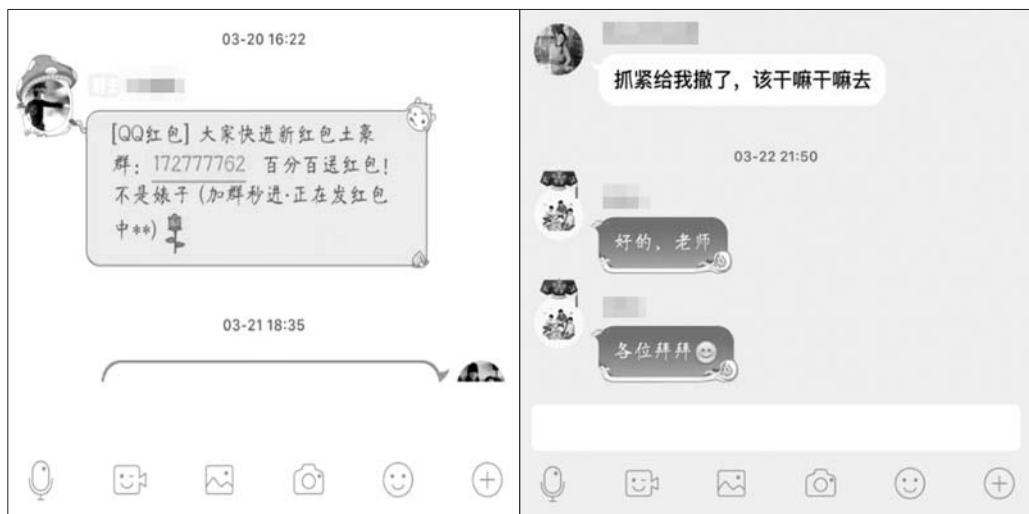 03-20 16:22
[QQ红包] 大家快进新红包土豪
群：172777762 百分百送红包！
不是婊子 (加群秒进·正在发红包
中**)
03-21 18:35
抓紧给我撤了，该干嘛干嘛去
03-22 21:50
好的，老师
各位拜拜